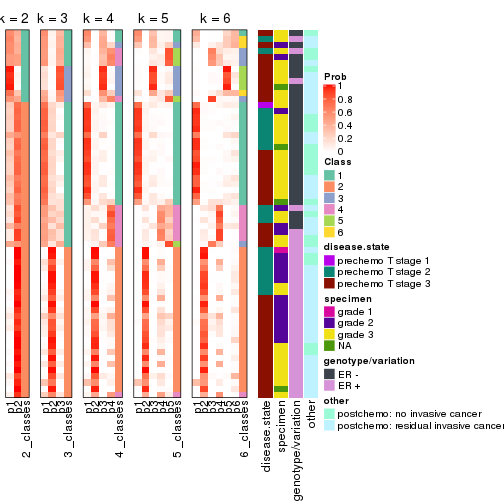 k = 2
k = 3
k = 4
k = 5
k = 6
Prob
1
0.8
0.6
0.4
0.2
0
Class
1
2
3
4
5
6
disease.state
prechemo T stage 1
prechemo T stage 2
prechemo T stage 3
specimen
grade 1
grade 2
grade 3
NA
genotype/variation
ER -
ER +
other
postchemo: no invasive cancer
postchemo: residual invasive cancer
p1
p2
2_classes
p1
p2
p3
3_classes
p1
p2
p3
p4
4_classes
p1
p2
p3
p4
p5
5_classes
p1
p2
p3
p4
p5
p6
6_classes
disease.state
specimen
genotype/variation
other